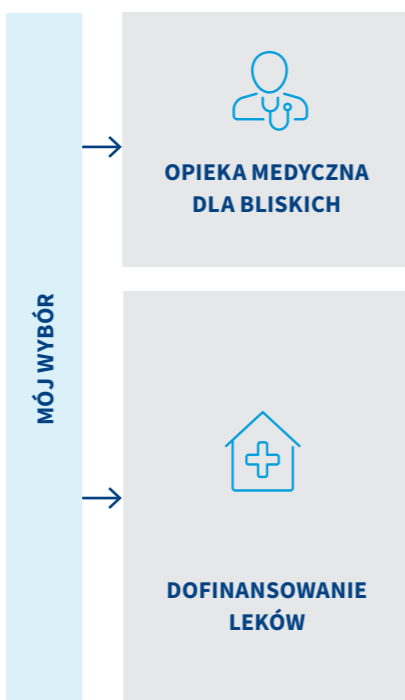 MÓJ WYBÓR
OPIEKA MEDYCZNA
DLA BLISKICH
DOFINANSOWANIE
LEKÓW